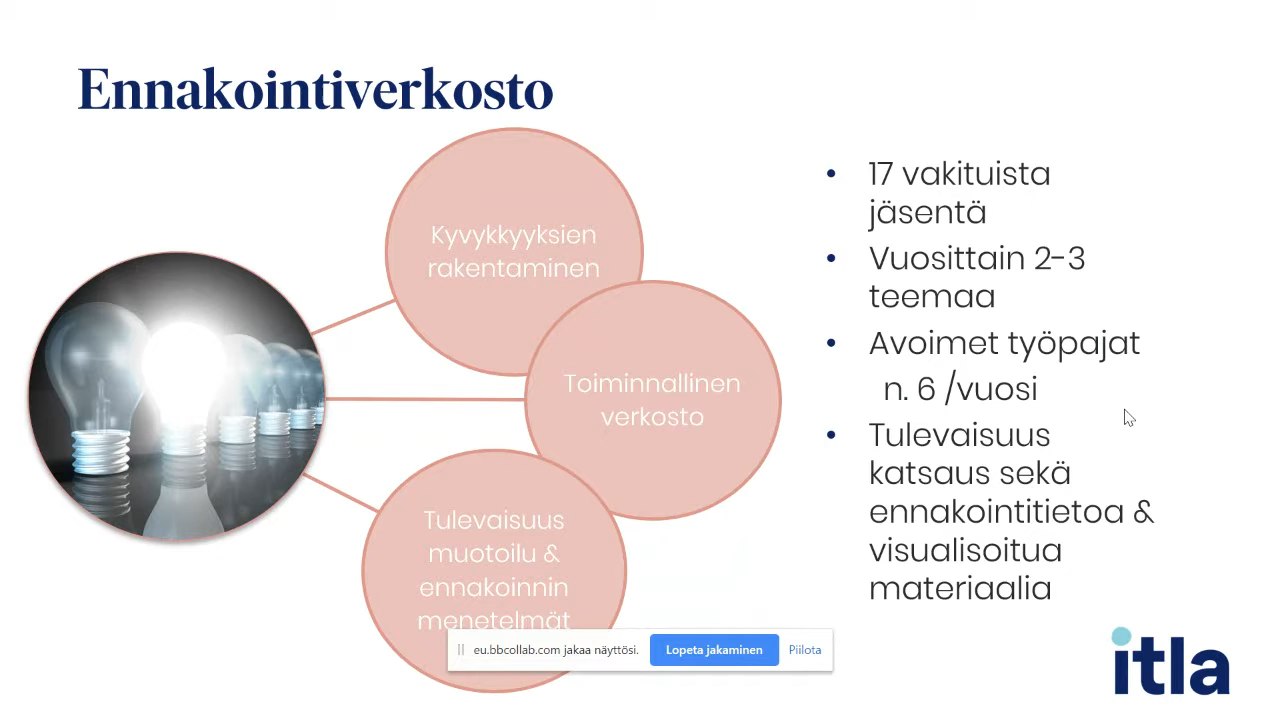 Ennakointiverkosto
Kyvykkyyksien
rakentaminen
Toiminnallinen
verkosto
Tulevaisuus
muotoilu &
ennakoinnin
menetelmät
• 17 vakituista
jäsentä
• Vuosittain 2-3
teemaa
• Avoimet työpajat
n. 6 /vuosi
• Tulevaisuus
katsaus sekä
ennakointitietoa &
visualisoitua
materiaalia
eu.bbcollab.com jakaa näyttösi.
Lopeta jakaminen
Piilota
itla